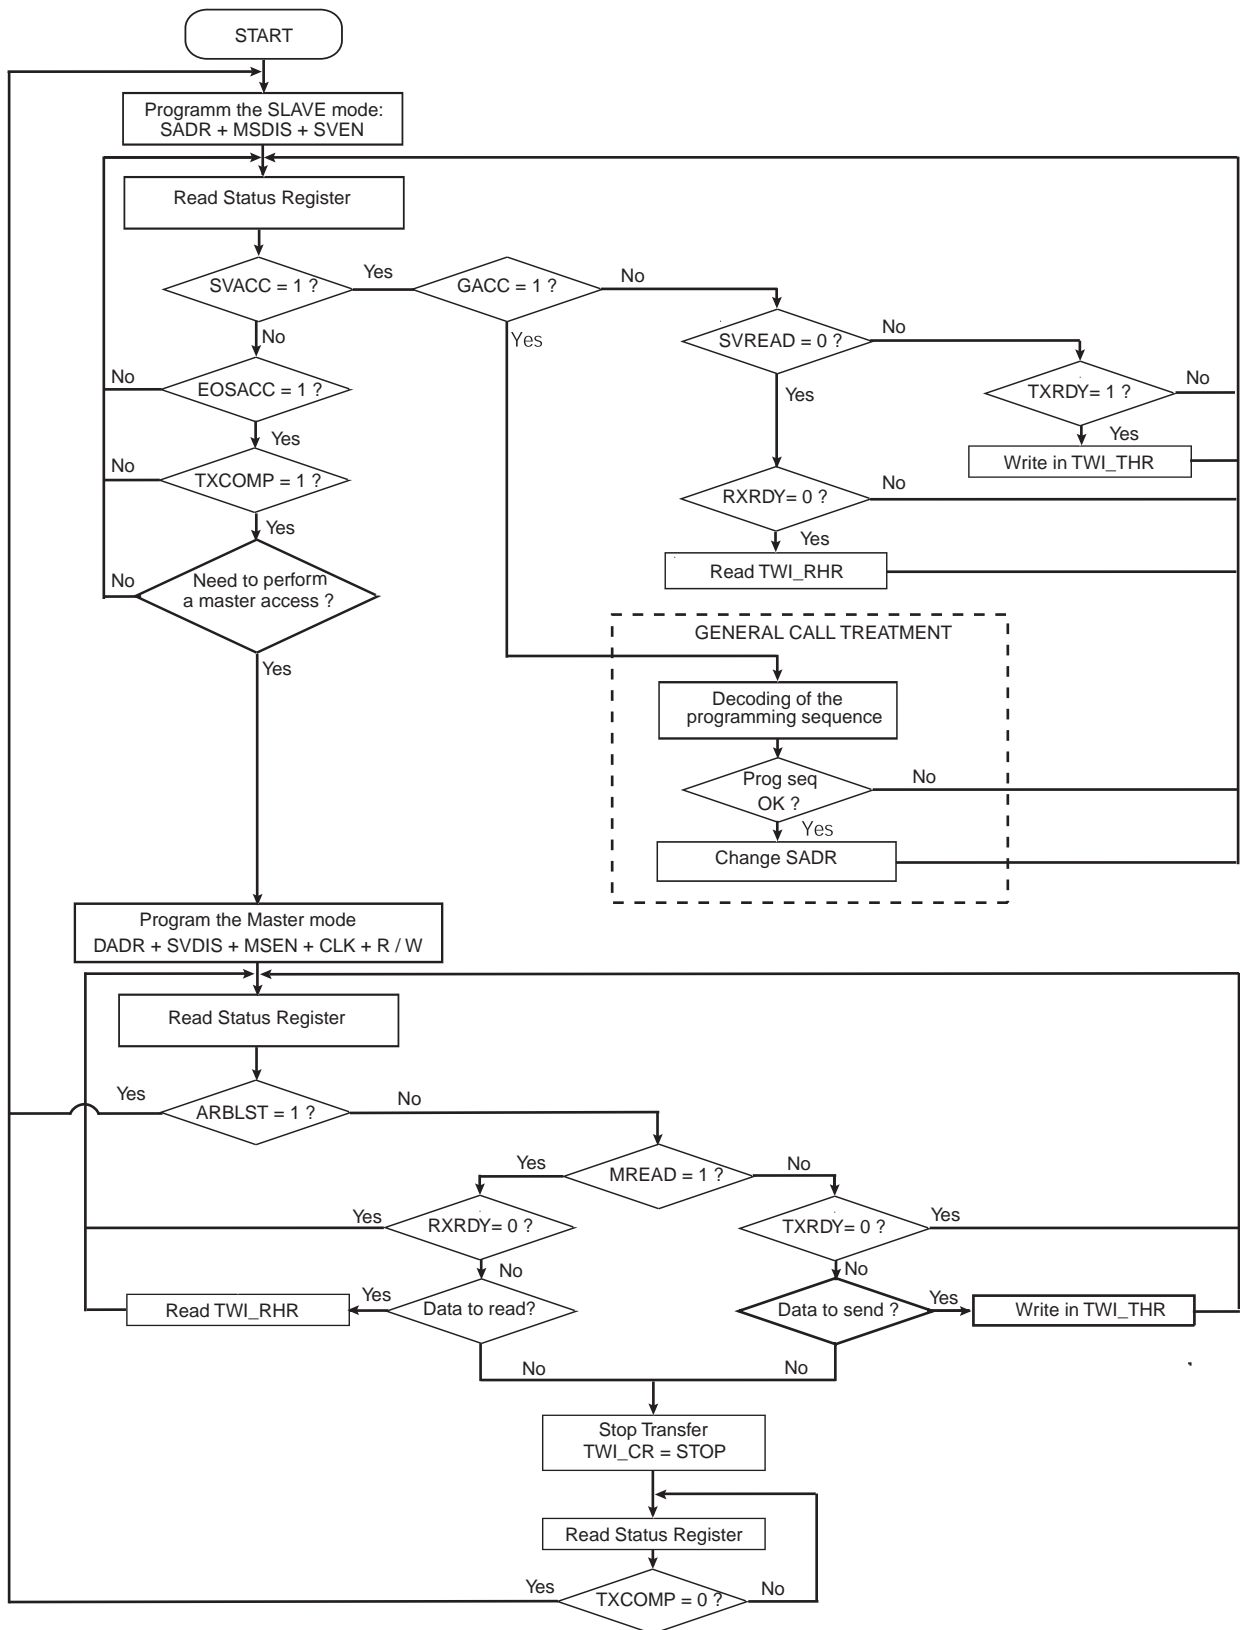 START
Programm the SLAVE mode:
SADR + MSDIS + SVEN
Read Status Register
SVACC = 1 ?
Yes
GACC = 1 ?
No
SVREAD = 0 ?
No
No
Yes
TXRDY= 1 ?
No
No
EOSACC = 1 ?
Yes
Yes
Write in TWI_THR
Yes
No
TXCOMP = 1 ?
RXRDY= 0 ?
No
Yes
Yes
Read TWI_RHR
No
Need to perform
a master access ?
Yes
GENERAL CALL TREATMENT
Decoding of the
programming sequence
Prog seq
OK ?
No
Yes
Change SADR
Program the Master mode
DADR + SVDIS + MSEN + CLK + R / W
Read Status Register
Yes
ARBLST = 1 ?
No
Yes
MREAD = 1 ?
No
Yes
RXRDY= 0 ?
TXRDY= 0 ?
Yes
No
No
Read TWI_RHR
Yes
Data to read?
Data to send ?
Yes
Write in TWI_THR
No
No
Stop Transfer
TWI_CR = STOP
Read Status Register
Yes
TXCOMP = 0 ?
No